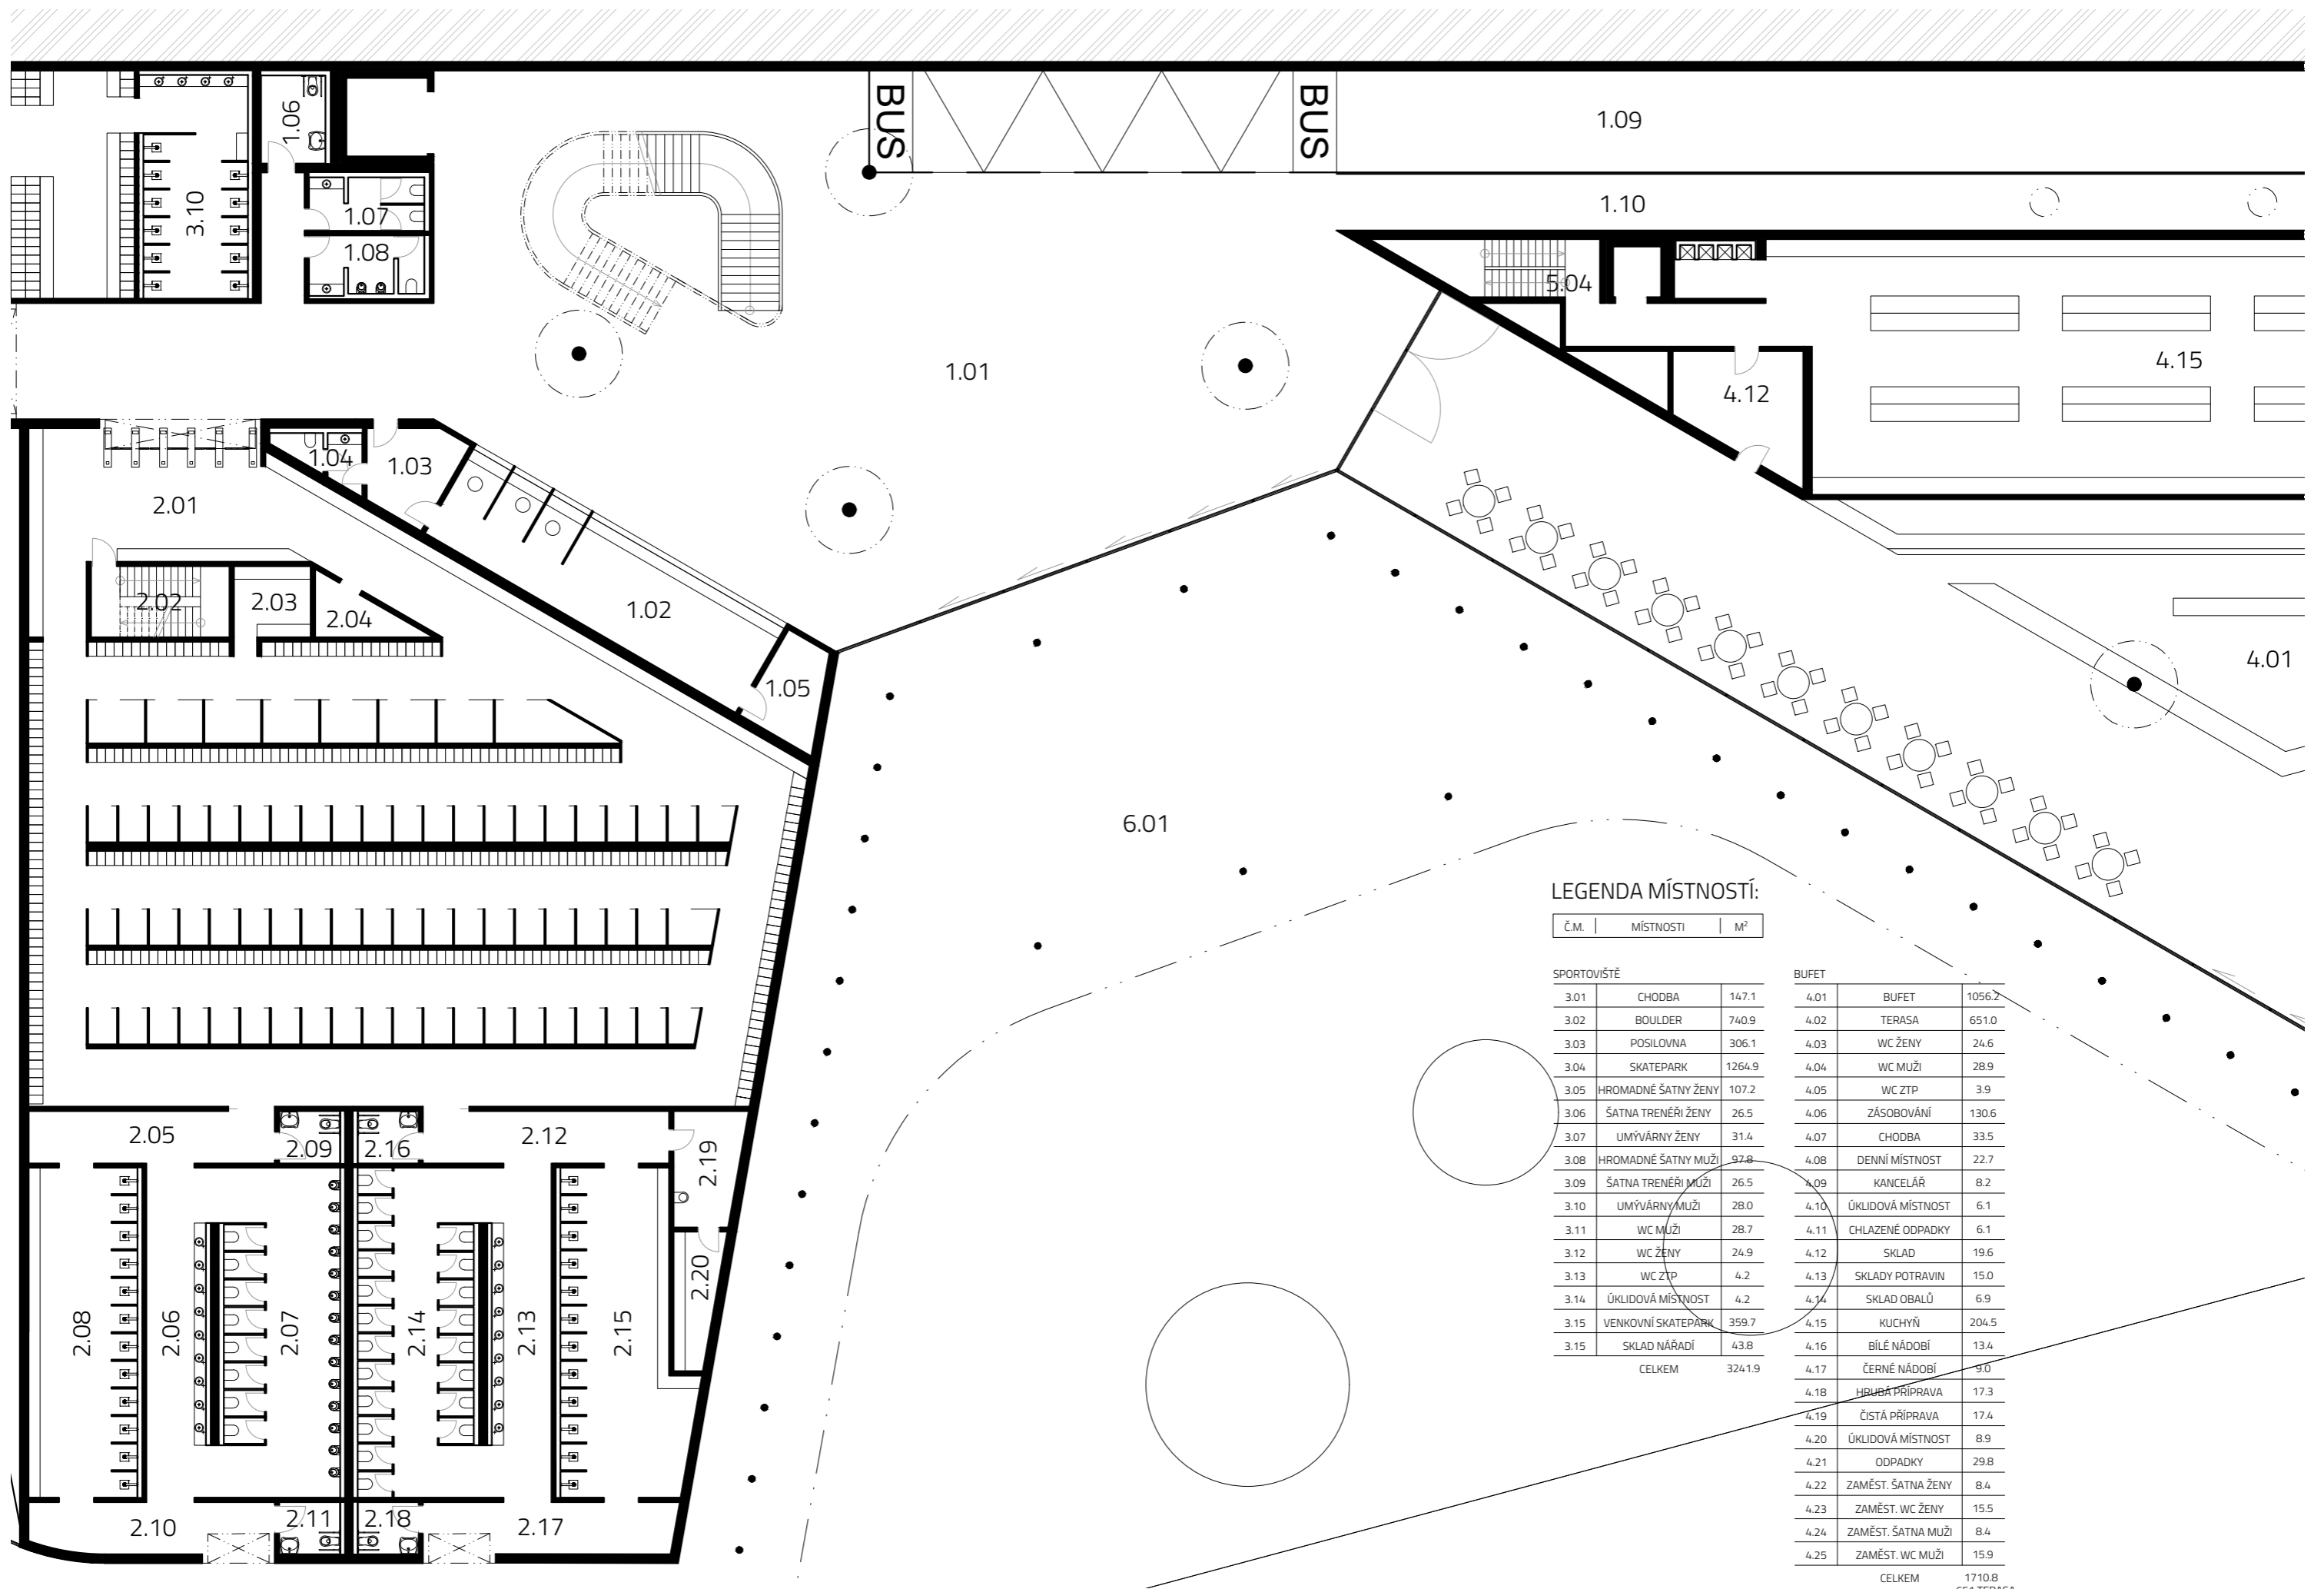 BUS
BUS
1.09
1.06
3.10
1.07
1.10
1.08
5.04
1.01
4.15
4.12
1.04
1.03
2.01
2.02
2.03
2.04
1.02
4.01
1.05
6.01
2.05
2.09
2.16
2.12
2.19
2.20
2.08
2.06
2.07
2.14
2.13
2.15
2.10
2.11
2.18
2.17
LEGENDA MÍSTNOSTÍ:
Č.M. MÍSTNOSTI M²
SPORTOVIŠTĚ
3.01 CHODBA 147.1
3.02 BOULDER 740.9
3.03 POSILOVNA 306.1
3.04 SKATEPARK 1264.9
3.05 HROMADNÉ ŠATNY ŽENY 107.2
3.06 ŠATNA TRENÉŘI ŽENY 26.5
3.07 UMÝVÁRNY ŽENY 31.4
3.08 HROMADNÉ ŠATNY MUŽI 97.8
3.09 ŠATNA TRENÉŘI MUŽI 26.5
3.10 UMÝVÁRNY MUŽI 28.0
3.11 WC MUŽI 28.7
3.12 WC ŽENY 24.9
3.13 WC ZTP 4.2
3.14 ÚKLIDOVÁ MÍSTNOST 4.2
3.15 VENKOVNÍ SKATEPARK 359.7
3.15 SKLAD NÁŘADÍ 43.8
CELKEM 3241.9
BUFET
4.01 BUFET 1056.2
4.02 TERASA 651.0
4.03 WC ŽENY 24.6
4.04 WC MUŽI 28.9
4.05 WC ZTP 3.9
4.06 ZÁSOBOVÁNÍ 130.6
4.07 CHODBA 33.5
4.08 DENNÍ MÍSTNOST 22.7
4.09 KANCELÁŘ 8.2
4.10 ÚKLIDOVÁ MÍSTNOST 6.1
4.11 CHLAZENÉ ODPADKY 6.1
4.12 SKLAD 19.6
4.13 SKLADY POTRAVIN 15.0
4.14 SKLAD OBALŮ 6.9
4.15 KUCHYŇ 204.5
4.16 BÍLÉ NÁDOBÍ 13.4
4.17 ČERNÉ NÁDOBÍ 9.0
4.18 HRUBÁ PŘÍPRAVA 17.3
4.19 ČISTÁ PŘÍPRAVA 17.4
4.20 ÚKLIDOVÁ MÍSTNOST 8.9
4.21 ODPADKY 29.8
4.22 ZAMĚST. ŠATNA ŽENY 8.4
4.23 ZAMĚST. WC ŽENY 15.5
4.24 ZAMĚST. ŠATNA MUŽI 8.4
4.25 ZAMĚST. WC MUŽI 15.9
CELKEM 1710.8